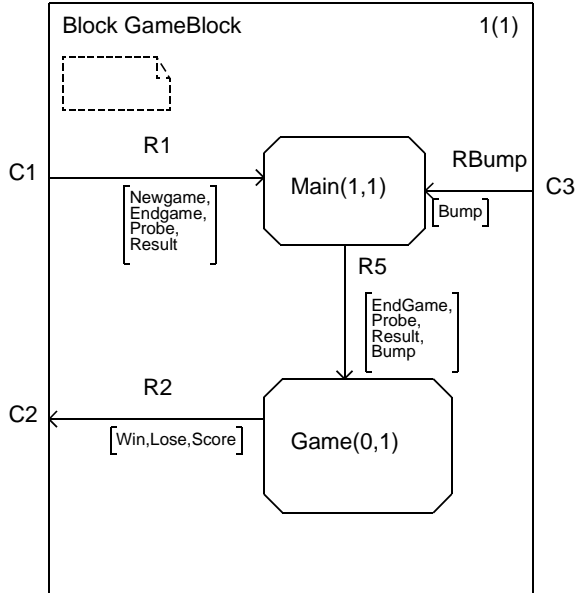 Block GameBlock 1(1)
R1
C1
Main(1,1)
RBump
C3
[Newgame,
Endgame,
Probe,
Result]
[Bump]
R5
[EndGame,
Probe,
Result,
Bump]
R2
C2
[Win,Lose,Score]
Game(0,1)